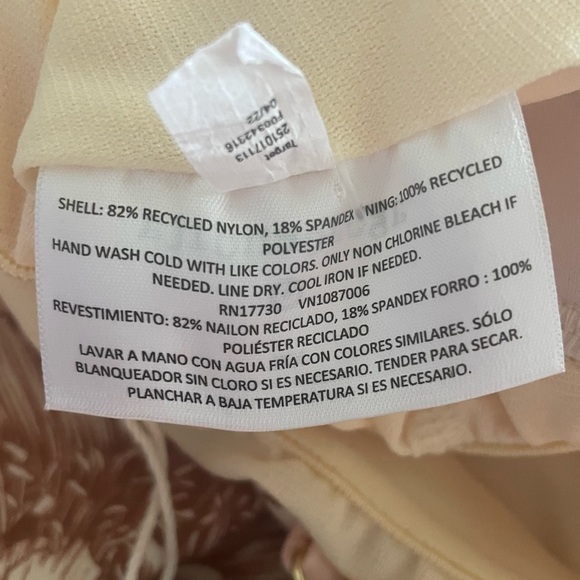 Target
251017113
F00342316
04/22
SHELL: 82% RECYCLED NYLON, 18% SPANDEX NING:100% RECYCLED
POLYESTER
HAND WASH COLD WITH LIKE COLORS. ONLY NON CHLORINE BLEACH IF
NEEDED. LINE DRY. COOL IRON IF NEEDED.
RN17730 VN1087006
REVESTIMIENTO: 82% NAILON RECICLADO, 18% SPANDEX FORRO : 100%
POLIÉSTER RECICLADO
LAVAR A MANO CON AGUA FRÍA CON COLORES SIMILARES. SÓLO
BLANQUEADOR SIN CLORO SI ES NECESARIO. TENDER PARA SECAR.
PLANCHAR A BAJA TEMPERATURA SI ES NECESARIO.